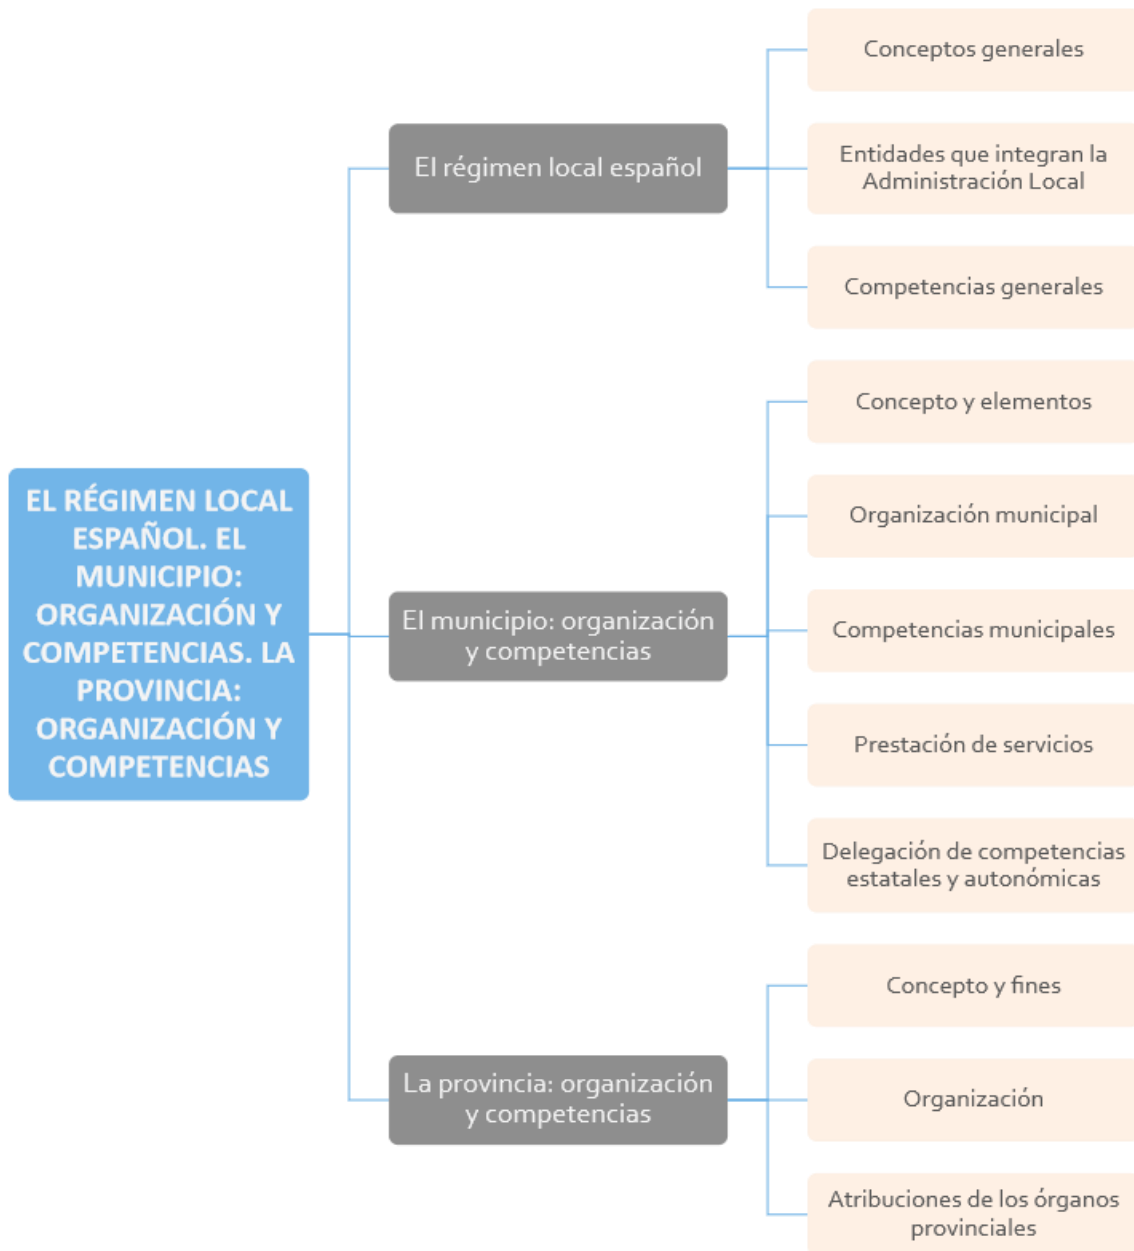 EL RÉGIMEN LOCAL
ESPAÑOL. EL
MUNICIPIO:
ORGANIZACIÓN Y
COMPETENCIAS. LA
PROVINCIA:
ORGANIZACIÓN Y
COMPETENCIAS
El régimen local español
Conceptos generales
Entidades que integran la
Administración Local
Competencias generales
El municipio: organización
y competencias
Concepto y elementos
Organización municipal
Competencias municipales
Prestación de servicios
Delegación de competencias
estatales y autonómicas
La provincia: organización
y competencias
Concepto y fines
Organización
Atribuciones de los órganos
provinciales